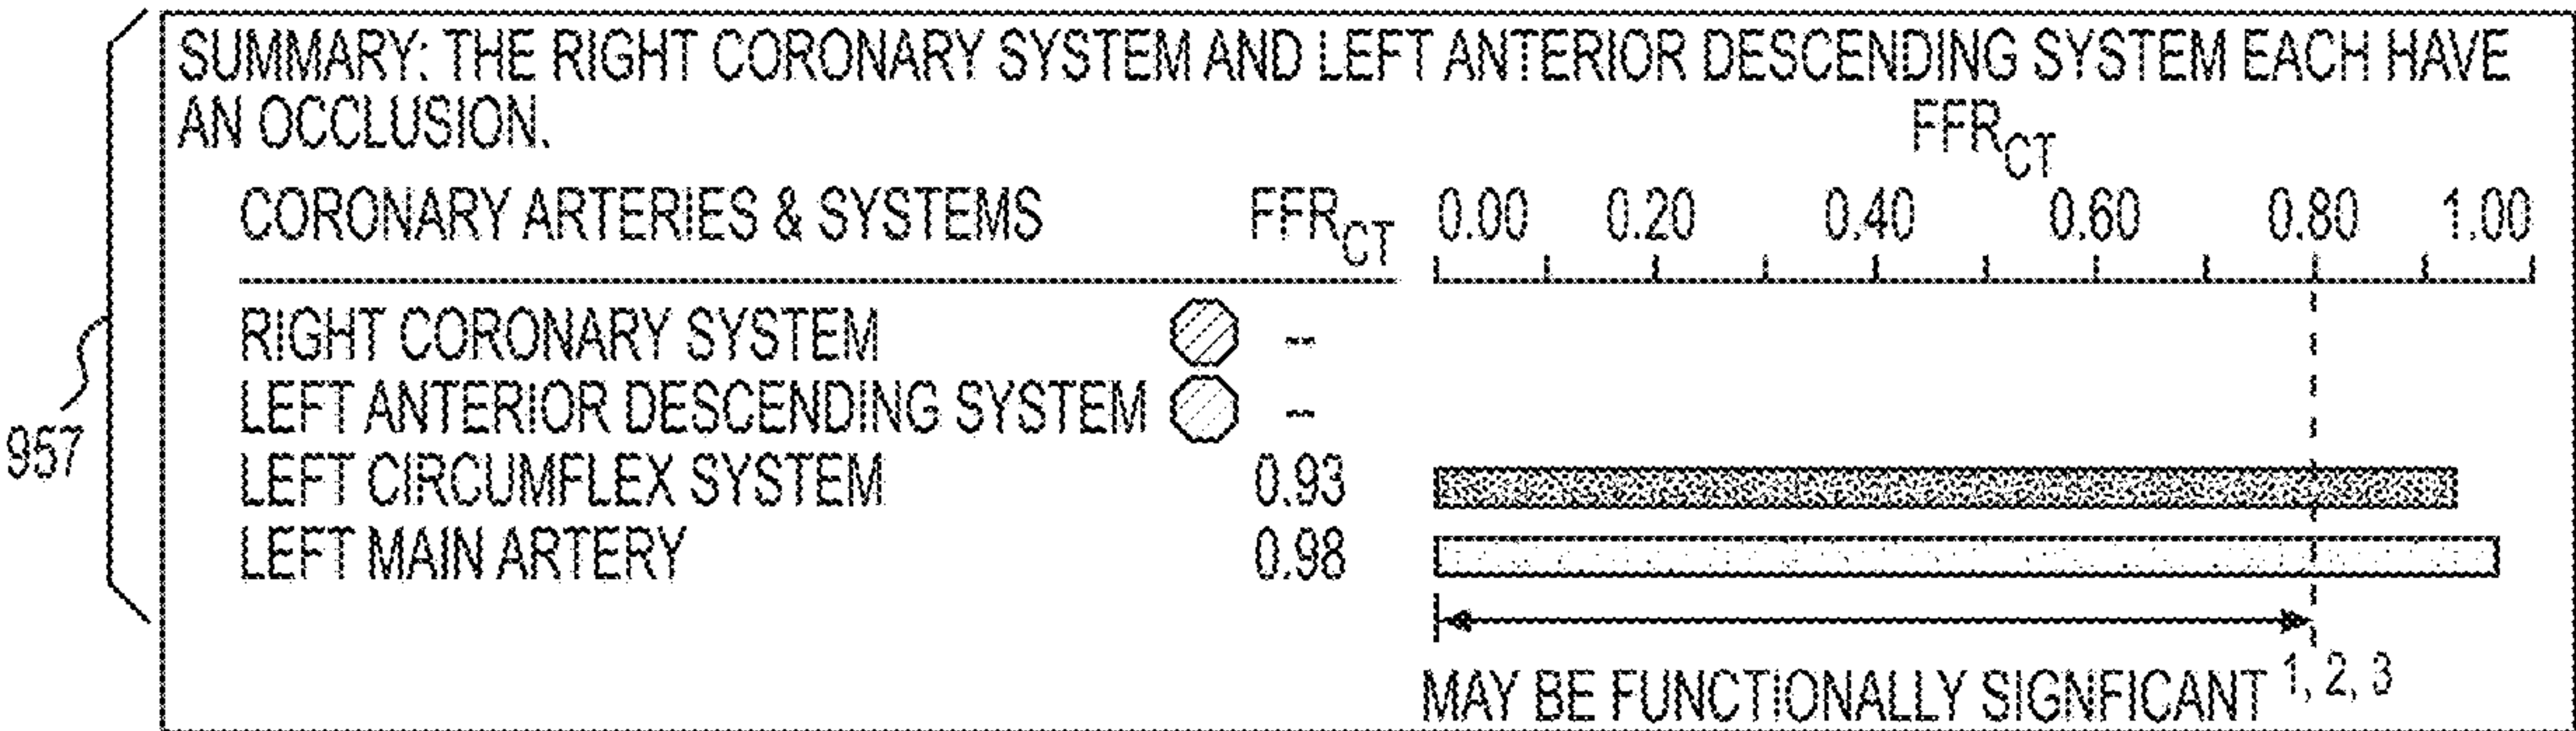 SUMMARY: THE RIGHT CORONARY SYSTEM AND LEFT ANTERIOR DESCENDING SYSTEM EACH HAVE
AN OCCLUSION.
FFRCT
CORONARY ARTERIES & SYSTEMS FFRCT 0.00 0.20 0.40 0.60 0.80 1.00
RIGHT CORONARY SYSTEM --
LEFT ANTERIOR DESCENDING SYSTEM --
957
LEFT CIRCUMFLEX SYSTEM 0.93
LEFT MAIN ARTERY 0.98
MAY BE FUNCTIONALLY SIGNFICANT 1, 2, 3